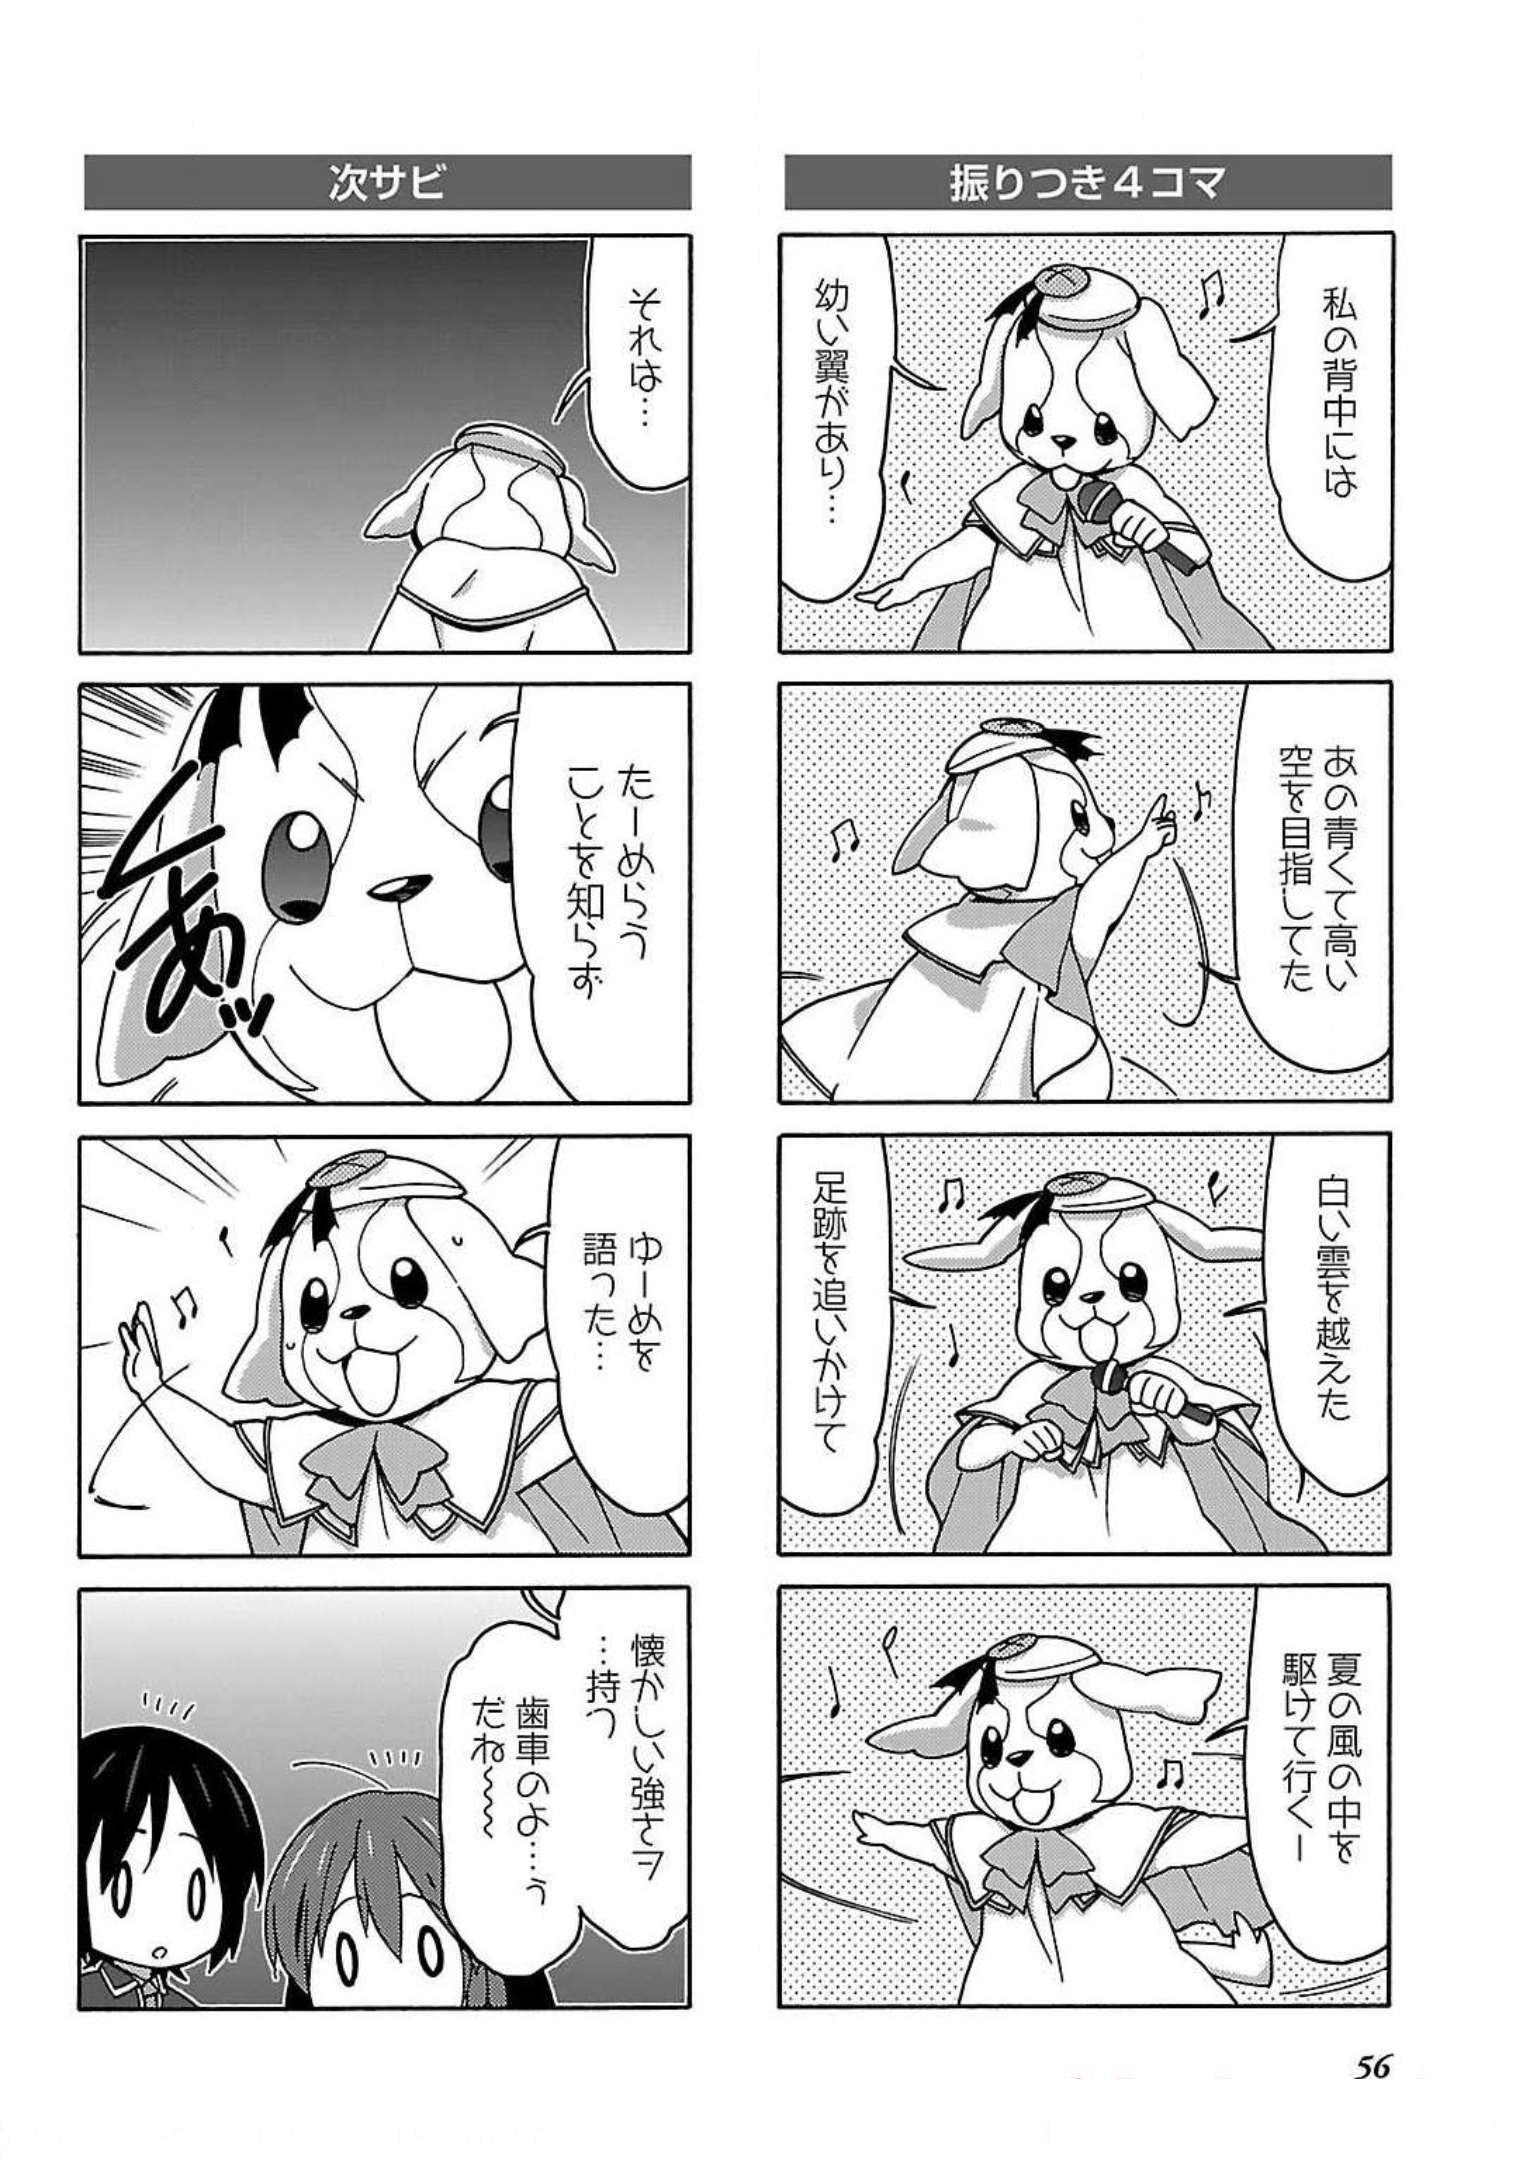 振りつき4コマ
私の背中には
幼い翼があり…
あの青くて高い
空を目指してた
白い雲を越えた
足跡を追いかけて
夏の風の中を
駆けて行くー
次サビ
それは…
たーめらう
ことを知らず
くあッ
ゆーめを
語った…
懐かしい強さヲ
…持つ
歯車のよ…う
だね～～～
56